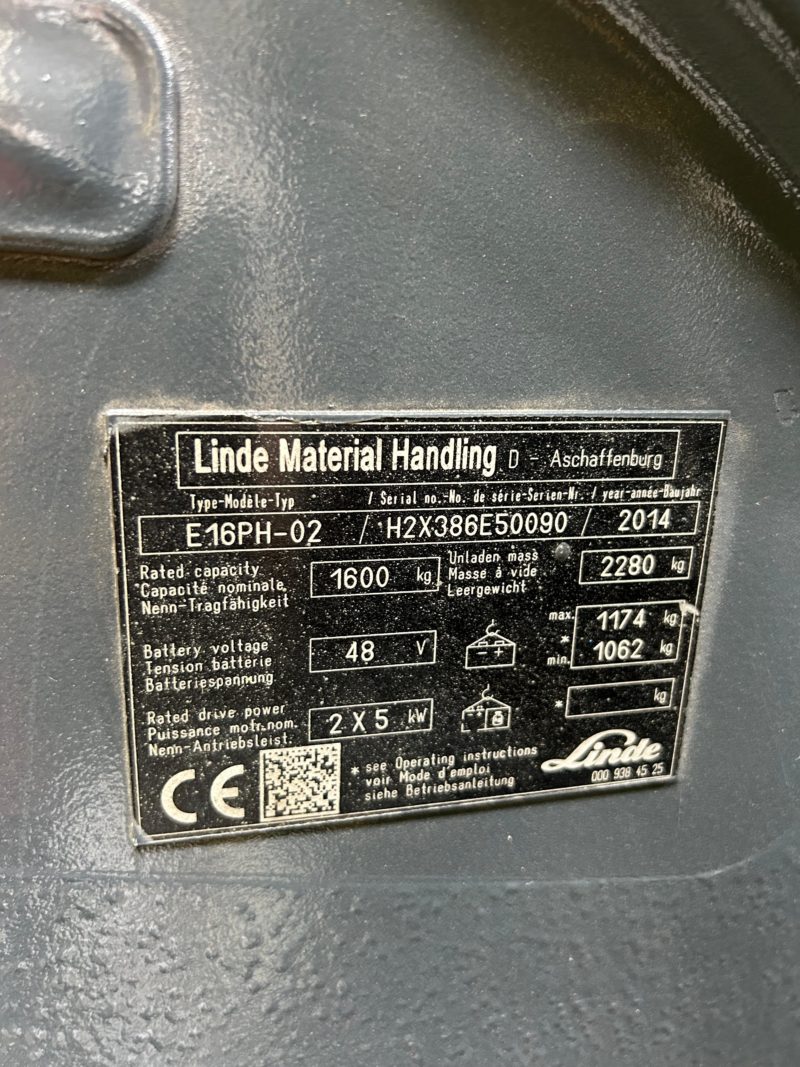 Linde Material Handling D - Aschaffenburg
Type-Modèle-Typ / Serial no.-No. de série-Serien-Nr. / year-année-Baujahr
E16PH-02 / H2X386E50090 / 2014
Rated capacity
Capacité nominale
Nenn-Tragfähigkeit
1600 kg
Unladen mass
Masse à vide
Leergewicht
2280 kg
Battery voltage
Tension batterie
Batteriespannung
48 V
- +
max. 1174 kg
*
min. 1062 kg
Rated drive power
Puissance motr.nom.
Nenn-Antriebsleist.
2 X 5 kW
* kg
CE
* see Operating instructions
voir Mode d'emploi
siehe Betriebsanleitung
Linde
000 938 45 25